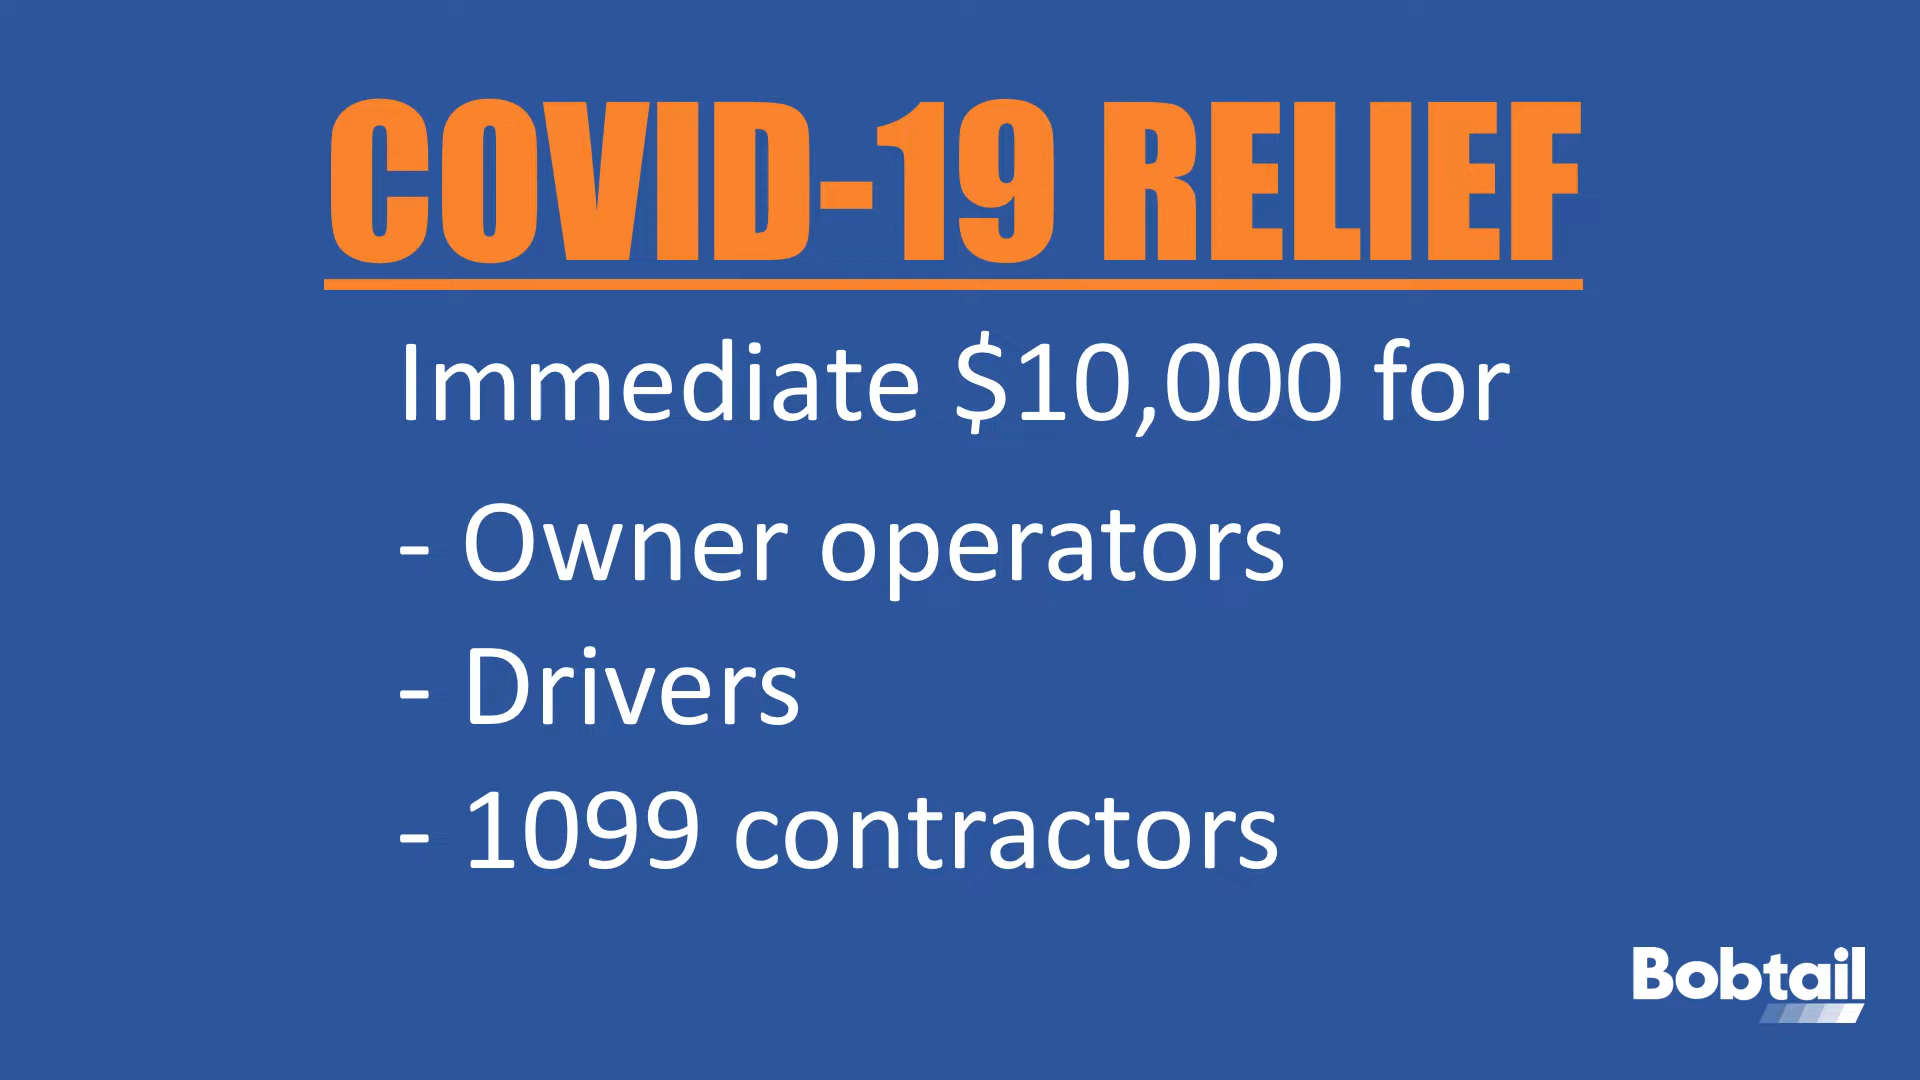 COVID-19 RELIEF
Immediate $10,000 for
- Owner operators
- Drivers
- 1099 contractors
Bobtail